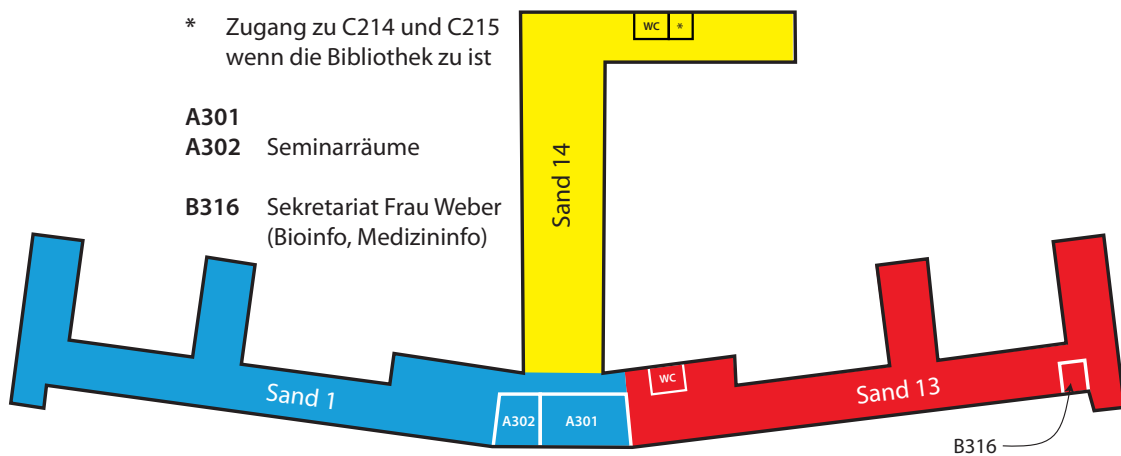 * Zugang zu C214 und C215
wenn die Bibliothek zu ist
A301
A302 Seminarräume
B316 Sekretariat Frau Weber
(Bioinfo, Medizininfo)
WC *
Sand 14
Sand 1
A302 A301
WC
Sand 13
B316